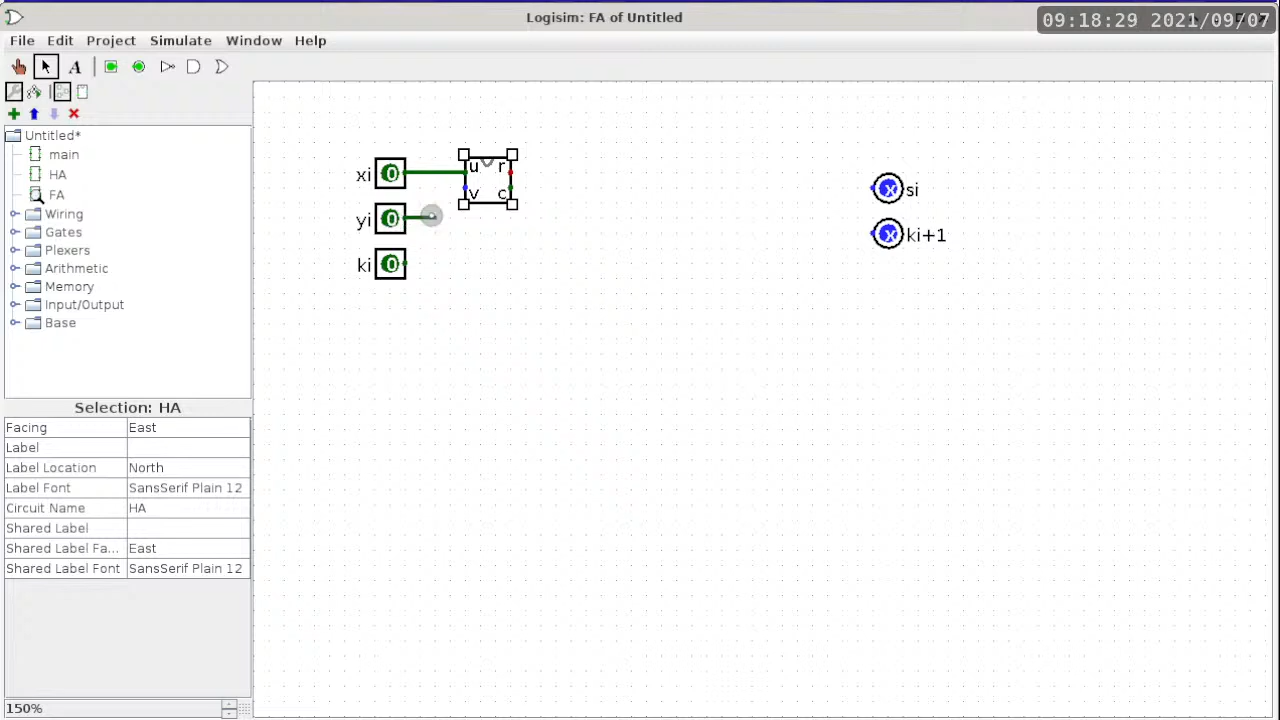 Logisim: FA of Untitled
09:18:29 2021/09/07
File Edit Project Simulate Window Help
A
Untitled*
main
HA
FA
Wiring
Gates
Plexers
Arithmetic
Memory
Input/Output
Base
Selection: HA
Facing East
Label
Label Location North
Label Font SansSerif Plain 12
Circuit Name HA
Shared Label
Shared Label Fa... East
Shared Label Font SansSerif Plain 12
150%
xi 0
u r
v c
yi 0
ki 0
x si
x ki+1